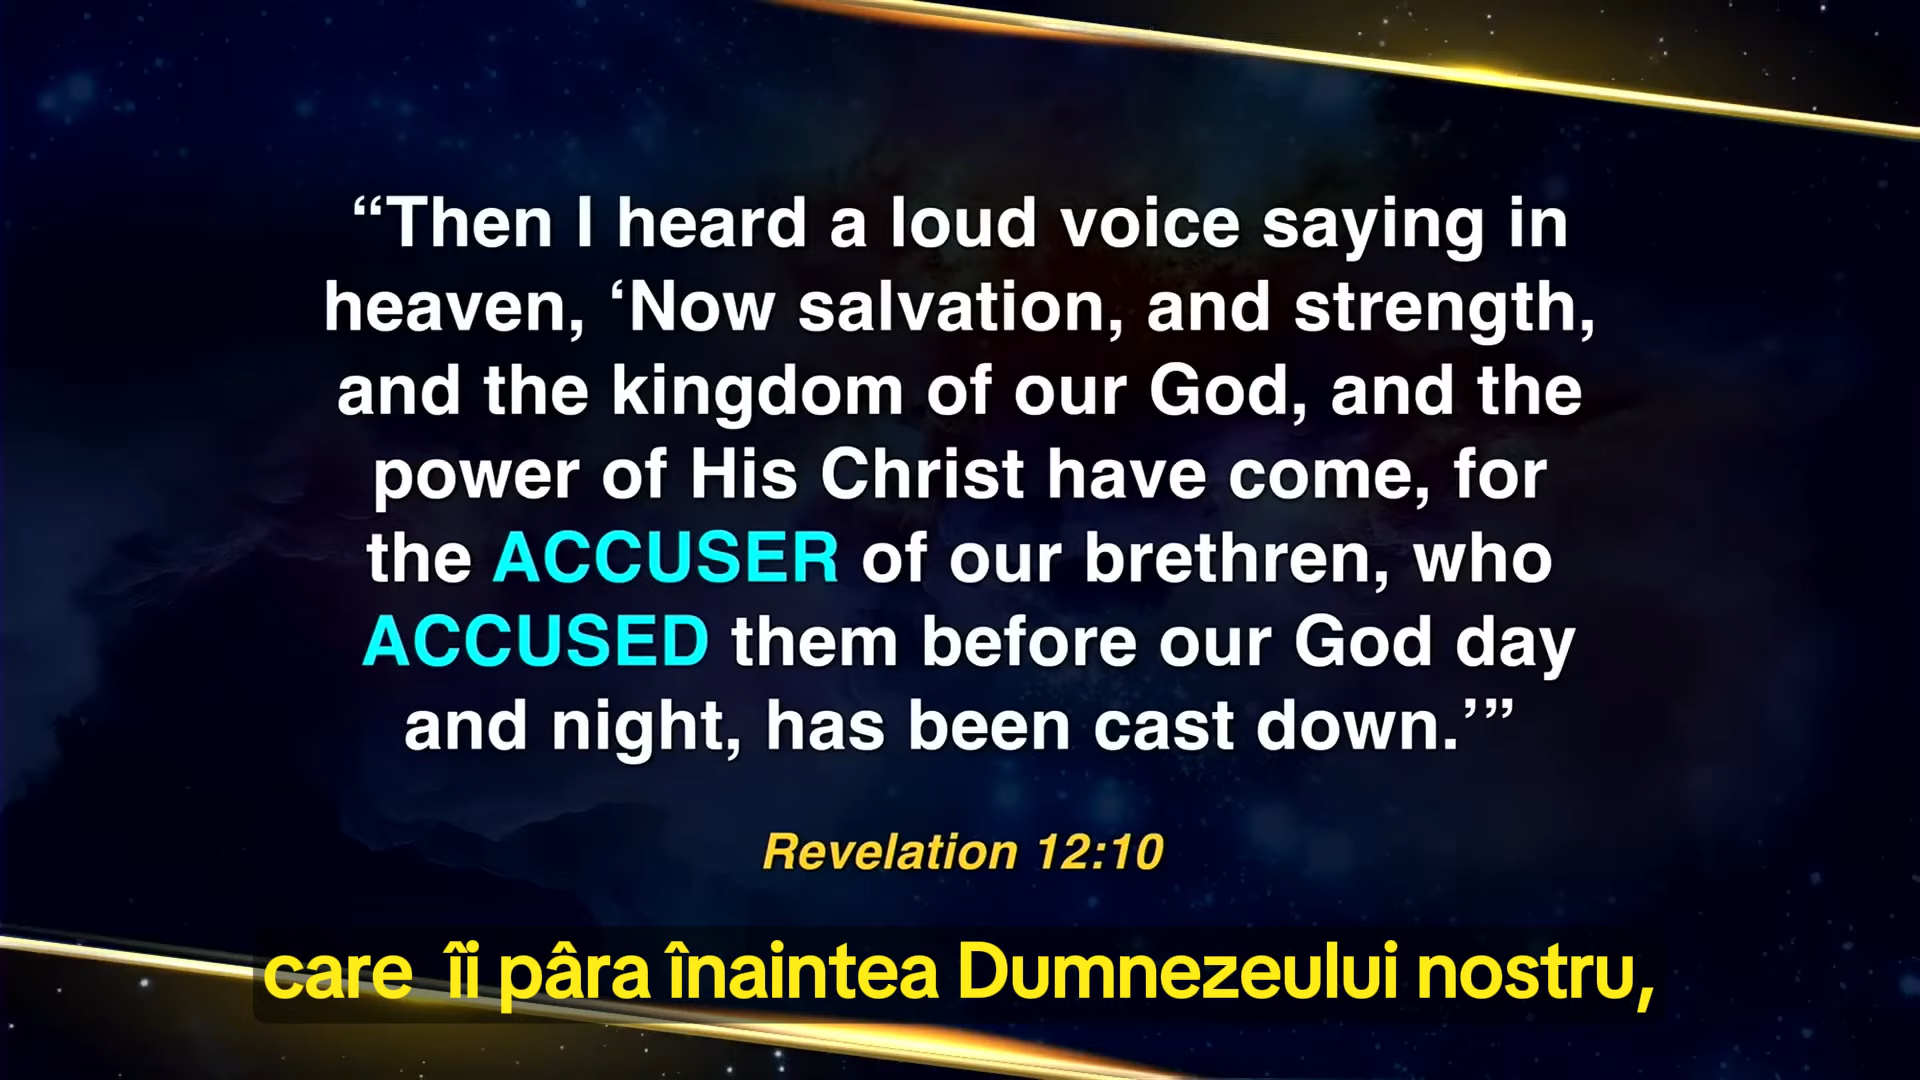 “Then I heard a loud voice saying in
heaven, ‘Now salvation, and strength,
and the kingdom of our God, and the
power of His Christ have come, for
the ACCUSER of our brethren, who
ACCUSED them before our God day
and night, has been cast down.’”
Revelation 12:10
care îi pâra înaintea Dumnezeului nostru,